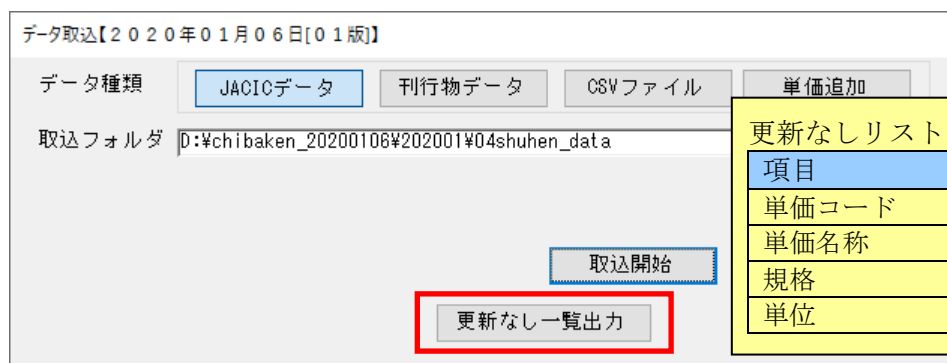 データ取込【２０２０年０１月０６日[０１版]】
データ種類 JACICデータ 刊行物データ CSVファイル 単価追加
取込フォルダ D:¥chibaken_20200106¥202001¥04shuhen_data
取込開始
更新なし一覧出力
更新なしリスト
項目
単価コード
単価名称
規格
単位